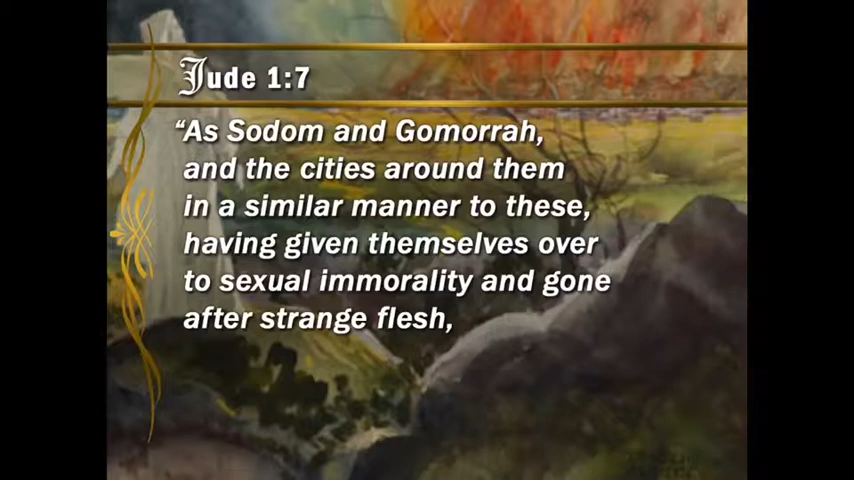 Jude 1:7
“As Sodom and Gomorrah,
and the cities around them
in a similar manner to these,
having given themselves over
to sexual immorality and gone
after strange flesh,